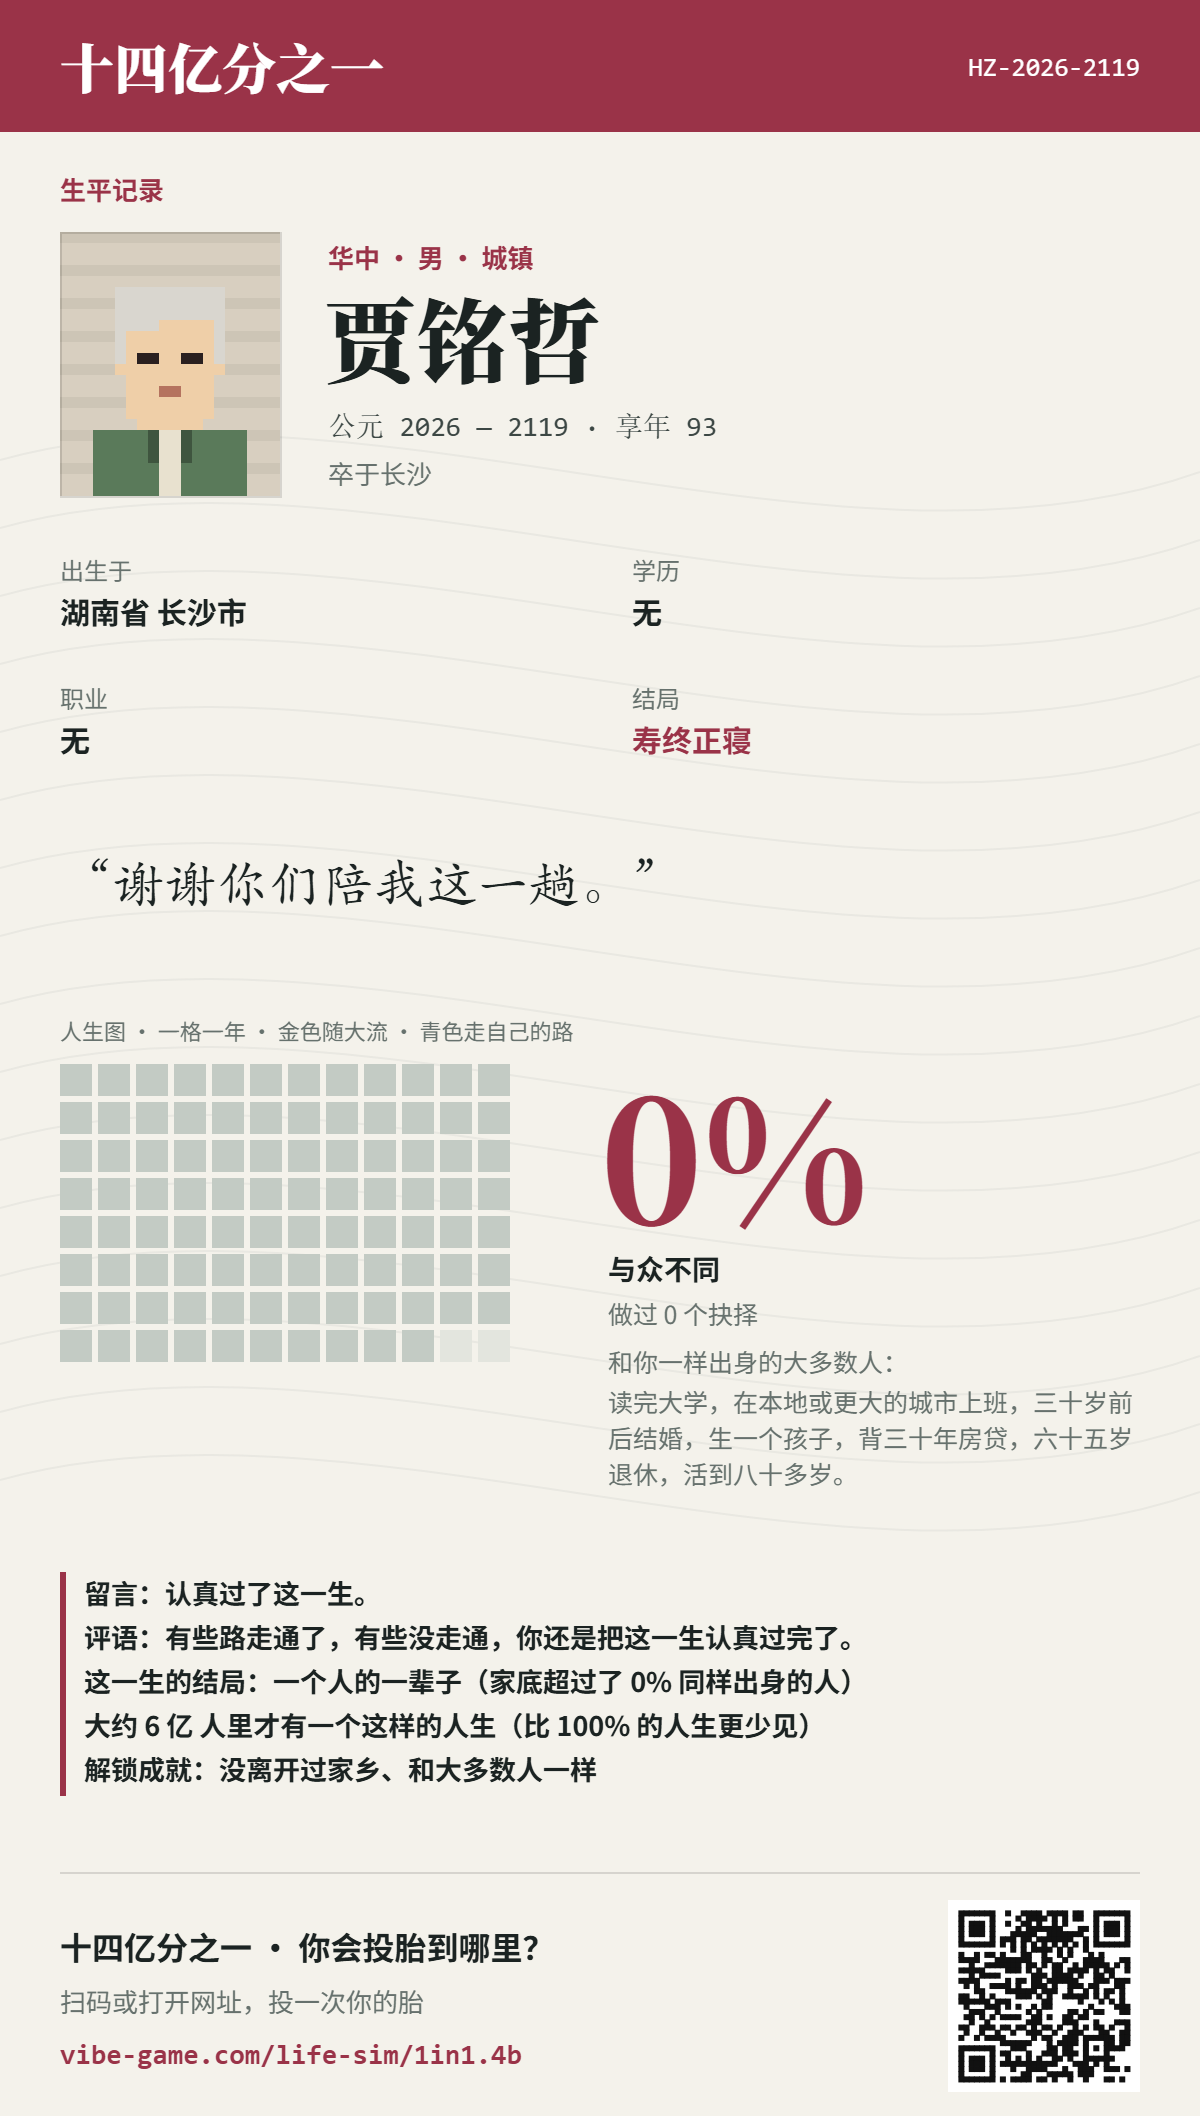 十四亿分之一
HZ-2026-2119
生平记录
华中 · 男 · 城镇
贾铭哲
公元 2026 — 2119 · 享年 93
卒于长沙
出生于
湖南省 长沙市
学历
无
职业
无
结局
寿终正寝
“谢谢你们陪我这一趟。”
人生图 · 一格一年 · 金色随大流 · 青色走自己的路
0%
与众不同
做过 0 个抉择
和你一样出身的大多数人：
读完大学，在本地或更大的城市上班，三十岁前
后结婚，生一个孩子，背三十年房贷，六十五岁
退休，活到八十多岁。
留言：认真过了这一生。
评语：有些路走通了，有些没走通，你还是把这一生认真过完了。
这一生的结局：一个人的一辈子（家底超过了 0% 同样出身的人）
大约 6 亿 人里才有一个这样的人生（比 100% 的人生更少见）
解锁成就：没离开过家乡、和大多数人一样
十四亿分之一 · 你会投胎到哪里？
扫码或打开网址，投一次你的胎
vibe-game.com/life-sim/1in1.4b